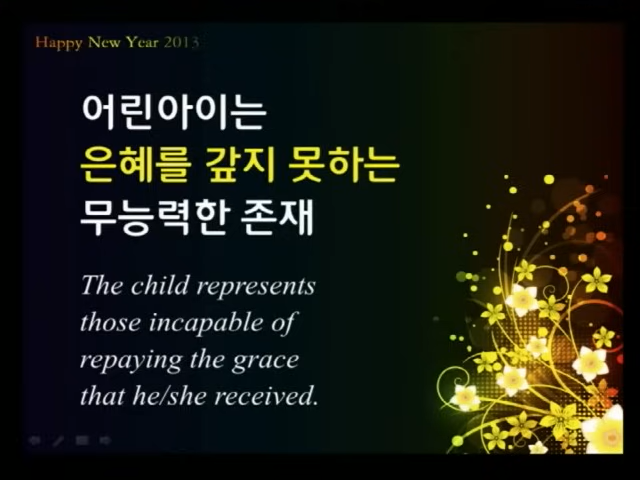 Happy New Year 2013
어린아이는
은혜를 갚지 못하는
무능력한 존재
The child represents
those incapable of
repaying the grace
that he/she received.